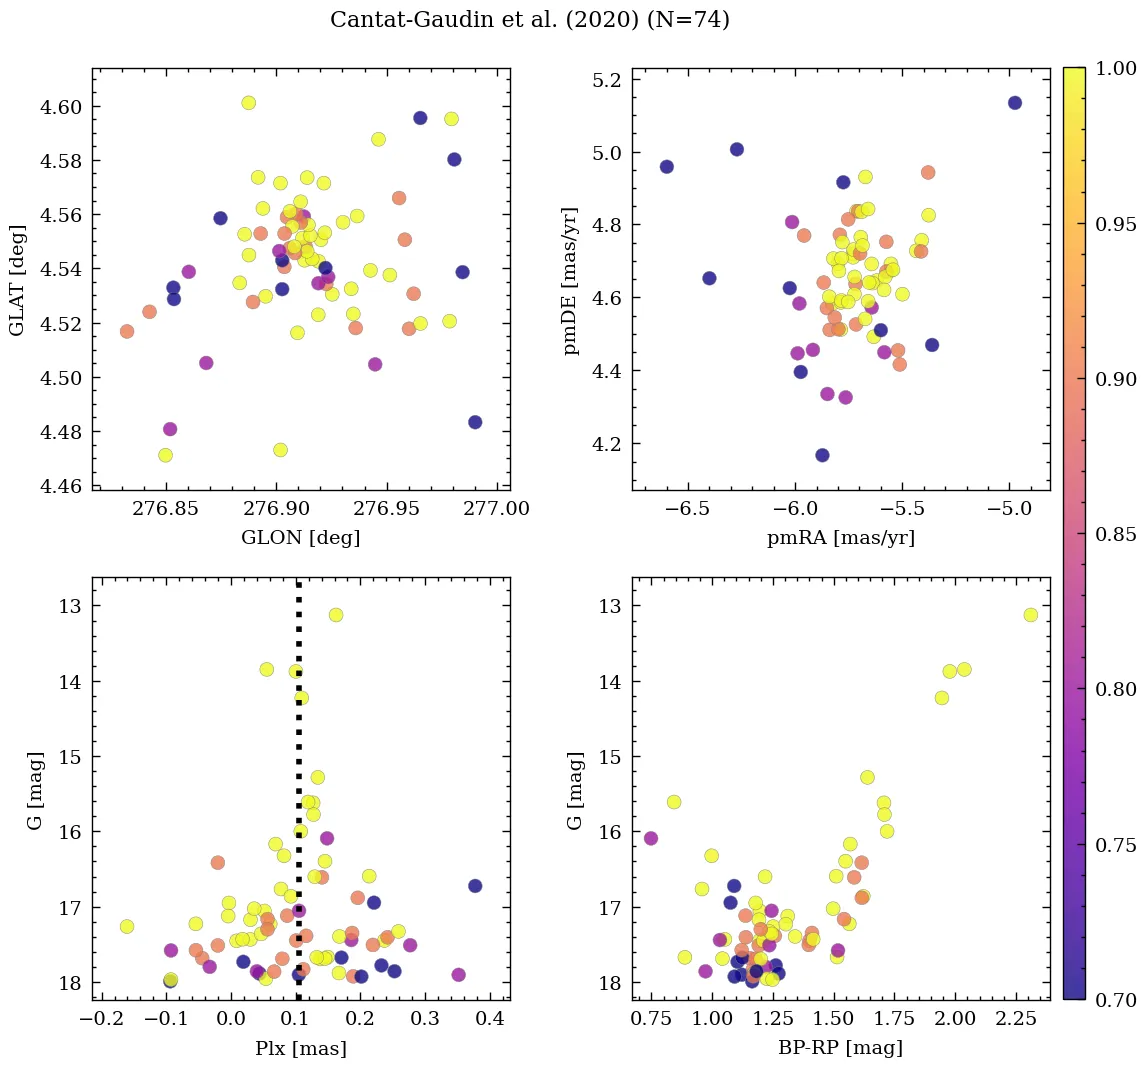 Cantat-Gaudin et al. (2020) (N=74)
4.60
4.58
4.56
4.54
4.52
4.50
4.48
4.46
GLAT [deg]
276.85 276.90 276.95 277.00
GLON [deg]
5.2
5.0
4.8
4.6
4.4
4.2
pmDE [mas/yr]
−6.5 −6.0 −5.5 −5.0
pmRA [mas/yr]
13
14
15
16
17
18
G [mag]
−0.2 −0.1 0.0 0.1 0.2 0.3 0.4
Plx [mas]
13
14
15
16
17
18
G [mag]
0.75 1.00 1.25 1.50 1.75 2.00 2.25
BP-RP [mag]
1.00
0.95
0.90
0.85
0.80
0.75
0.70